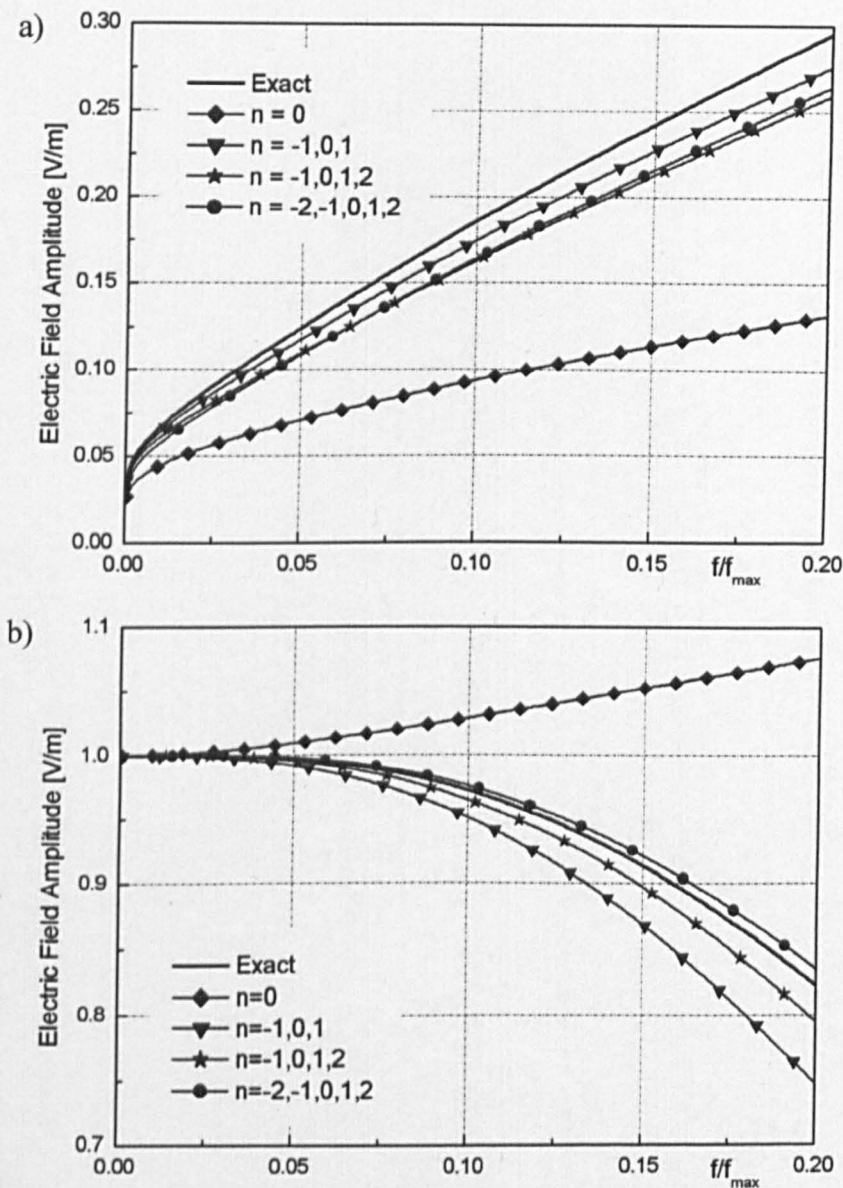 a)
Electric Field Amplitude [V/m]
0.30
0.25
0.20
0.15
0.10
0.05
0.00
Exact
n = 0
n = -1,0,1
n = -1,0,1,2
n = -2,-1,0,1,2
0.00
0.05
0.10
0.15
0.20
f/fmax
b)
Electric Field Amplitude [V/m]
1.1
1.0
0.9
0.8
0.7
Exact
n=0
n=-1,0,1
n=-1,0,1,2
n=-2,-1,0,1,2
0.00
0.05
0.10
0.15
0.20
f/fmax